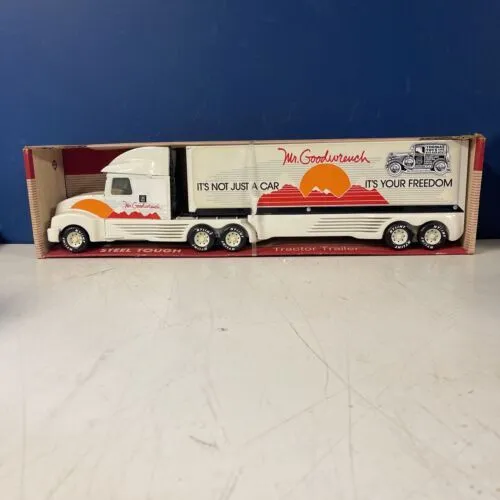 Mr. Goodwrench
IT'S NOT JUST A CAR
IT'S YOUR FREEDOM
Mr. Goodwrench
STEEL TOUGH
Tractor Trailer